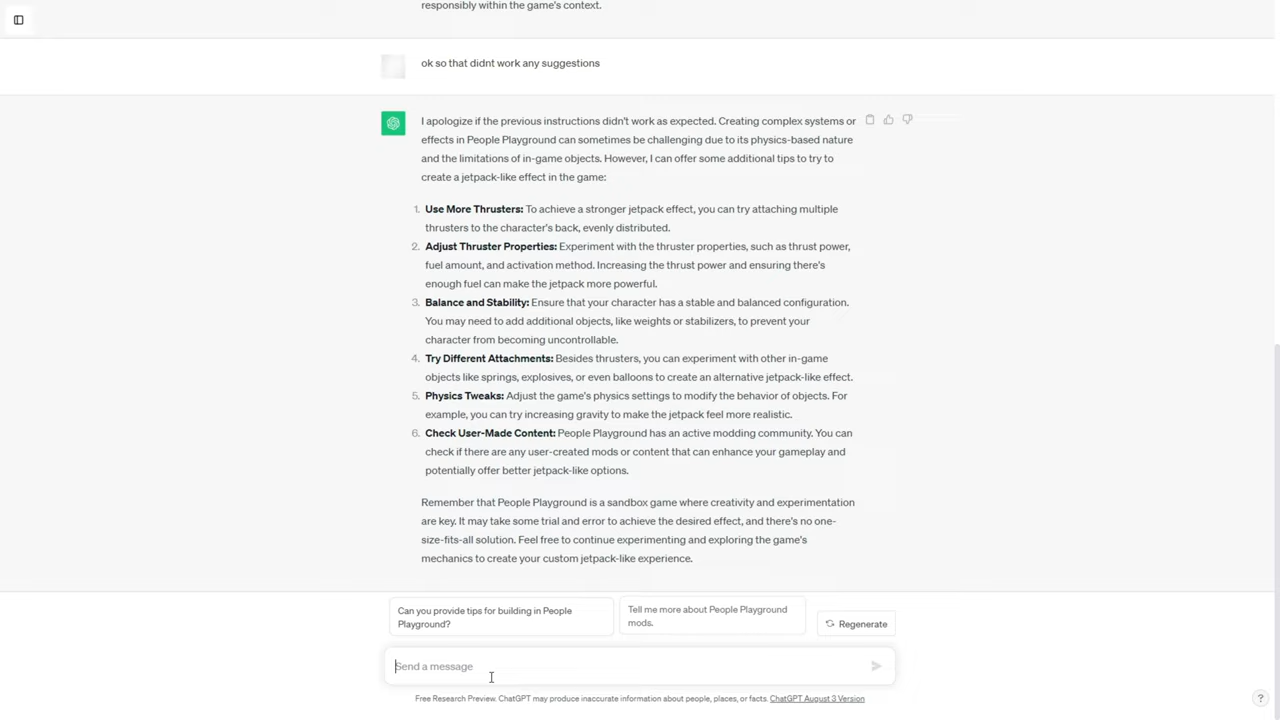 responsibly within the game's context.
ok so that didnt work any suggestions
I apologize if the previous instructions didn't work as expected. Creating complex systems or
effects in People Playground can sometimes be challenging due to its physics-based nature
and the limitations of in-game objects. However, I can offer some additional tips to try to
create a jetpack-like effect in the game:
1. Use More Thrusters: To achieve a stronger jetpack effect, you can try attaching multiple
thrusters to the character's back, evenly distributed.
2. Adjust Thruster Properties: Experiment with the thruster properties, such as thrust power,
fuel amount, and activation method. Increasing the thrust power and ensuring there's
enough fuel can make the jetpack more powerful.
3. Balance and Stability: Ensure that your character has a stable and balanced configuration.
You may need to add additional objects, like weights or stabilizers, to prevent your
character from becoming uncontrollable.
4. Try Different Attachments: Besides thrusters, you can experiment with other in-game
objects like springs, explosives, or even balloons to create an alternative jetpack-like effect.
5. Physics Tweaks: Adjust the game's physics settings to modify the behavior of objects. For
example, you can try increasing gravity to make the jetpack feel more realistic.
6. Check User-Made Content: People Playground has an active modding community. You can
check if there are any user-created mods or content that can enhance your gameplay and
potentially offer better jetpack-like options.
Remember that People Playground is a sandbox game where creativity and experimentation
are key. It may take some trial and error to achieve the desired effect, and there's no one-
size-fits-all solution. Feel free to continue experimenting and exploring the game's
mechanics to create your custom jetpack-like experience.
Can you provide tips for building in People
Playground?
Tell me more about People Playground
mods.
Regenerate
Send a message
Free Research Preview. ChatGPT may produce inaccurate information about people, places, or facts. ChatGPT August 3 Version
?